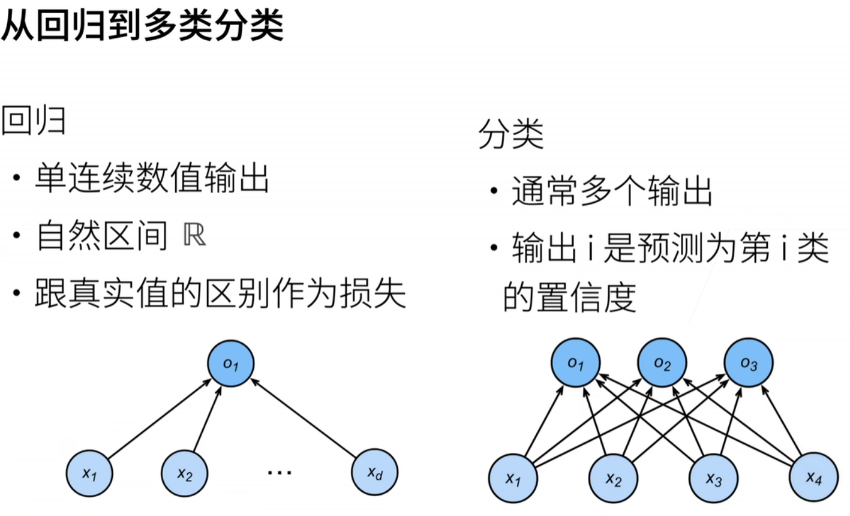 从回归到多类分类
回归
• 单连续数值输出
• 自然区间 ℝ
• 跟真实值的区别作为损失
o1
x1 x2 … xd
分类
• 通常多个输出
• 输出 i 是预测为第 i 类
的置信度
o1 o2 o3
x1 x2 x3 x4